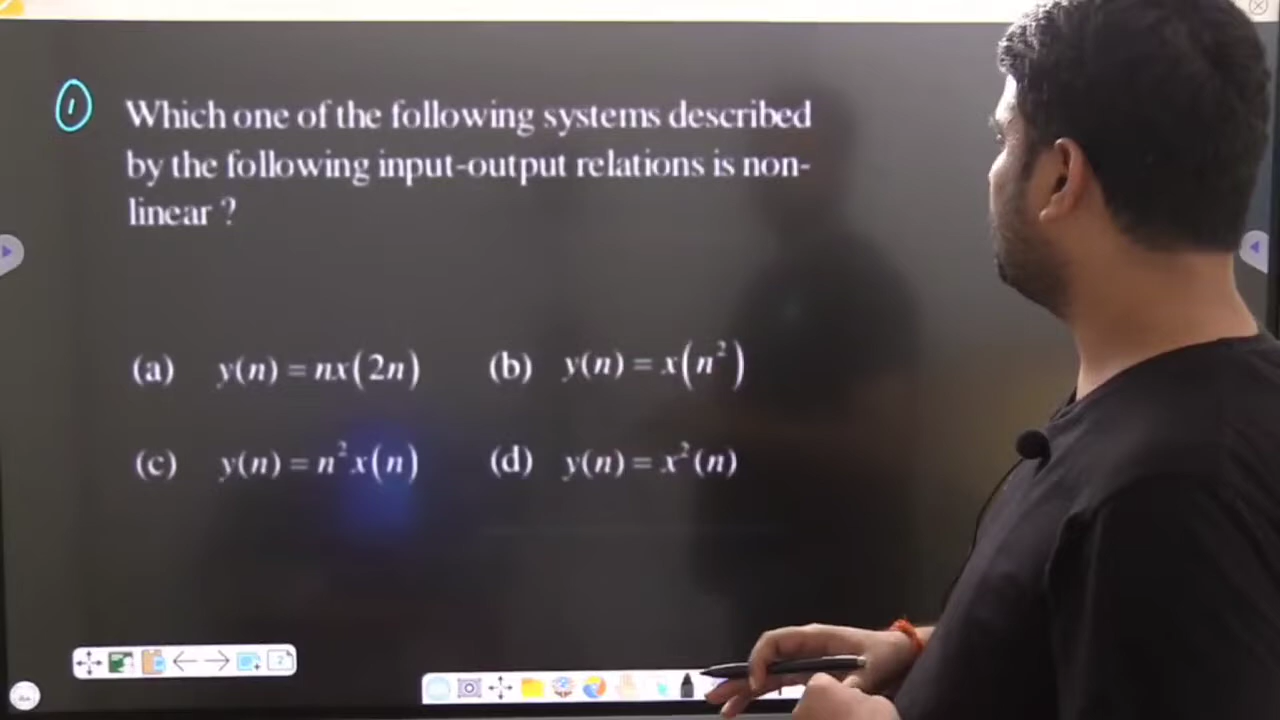 1
Which one of the following systems described
by the following input-output relations is non-
linear ?
(a) y(n) = nx(2n) (b) y(n) = x(n²)
(c) y(n) = n²x(n) (d) y(n) = x²(n)